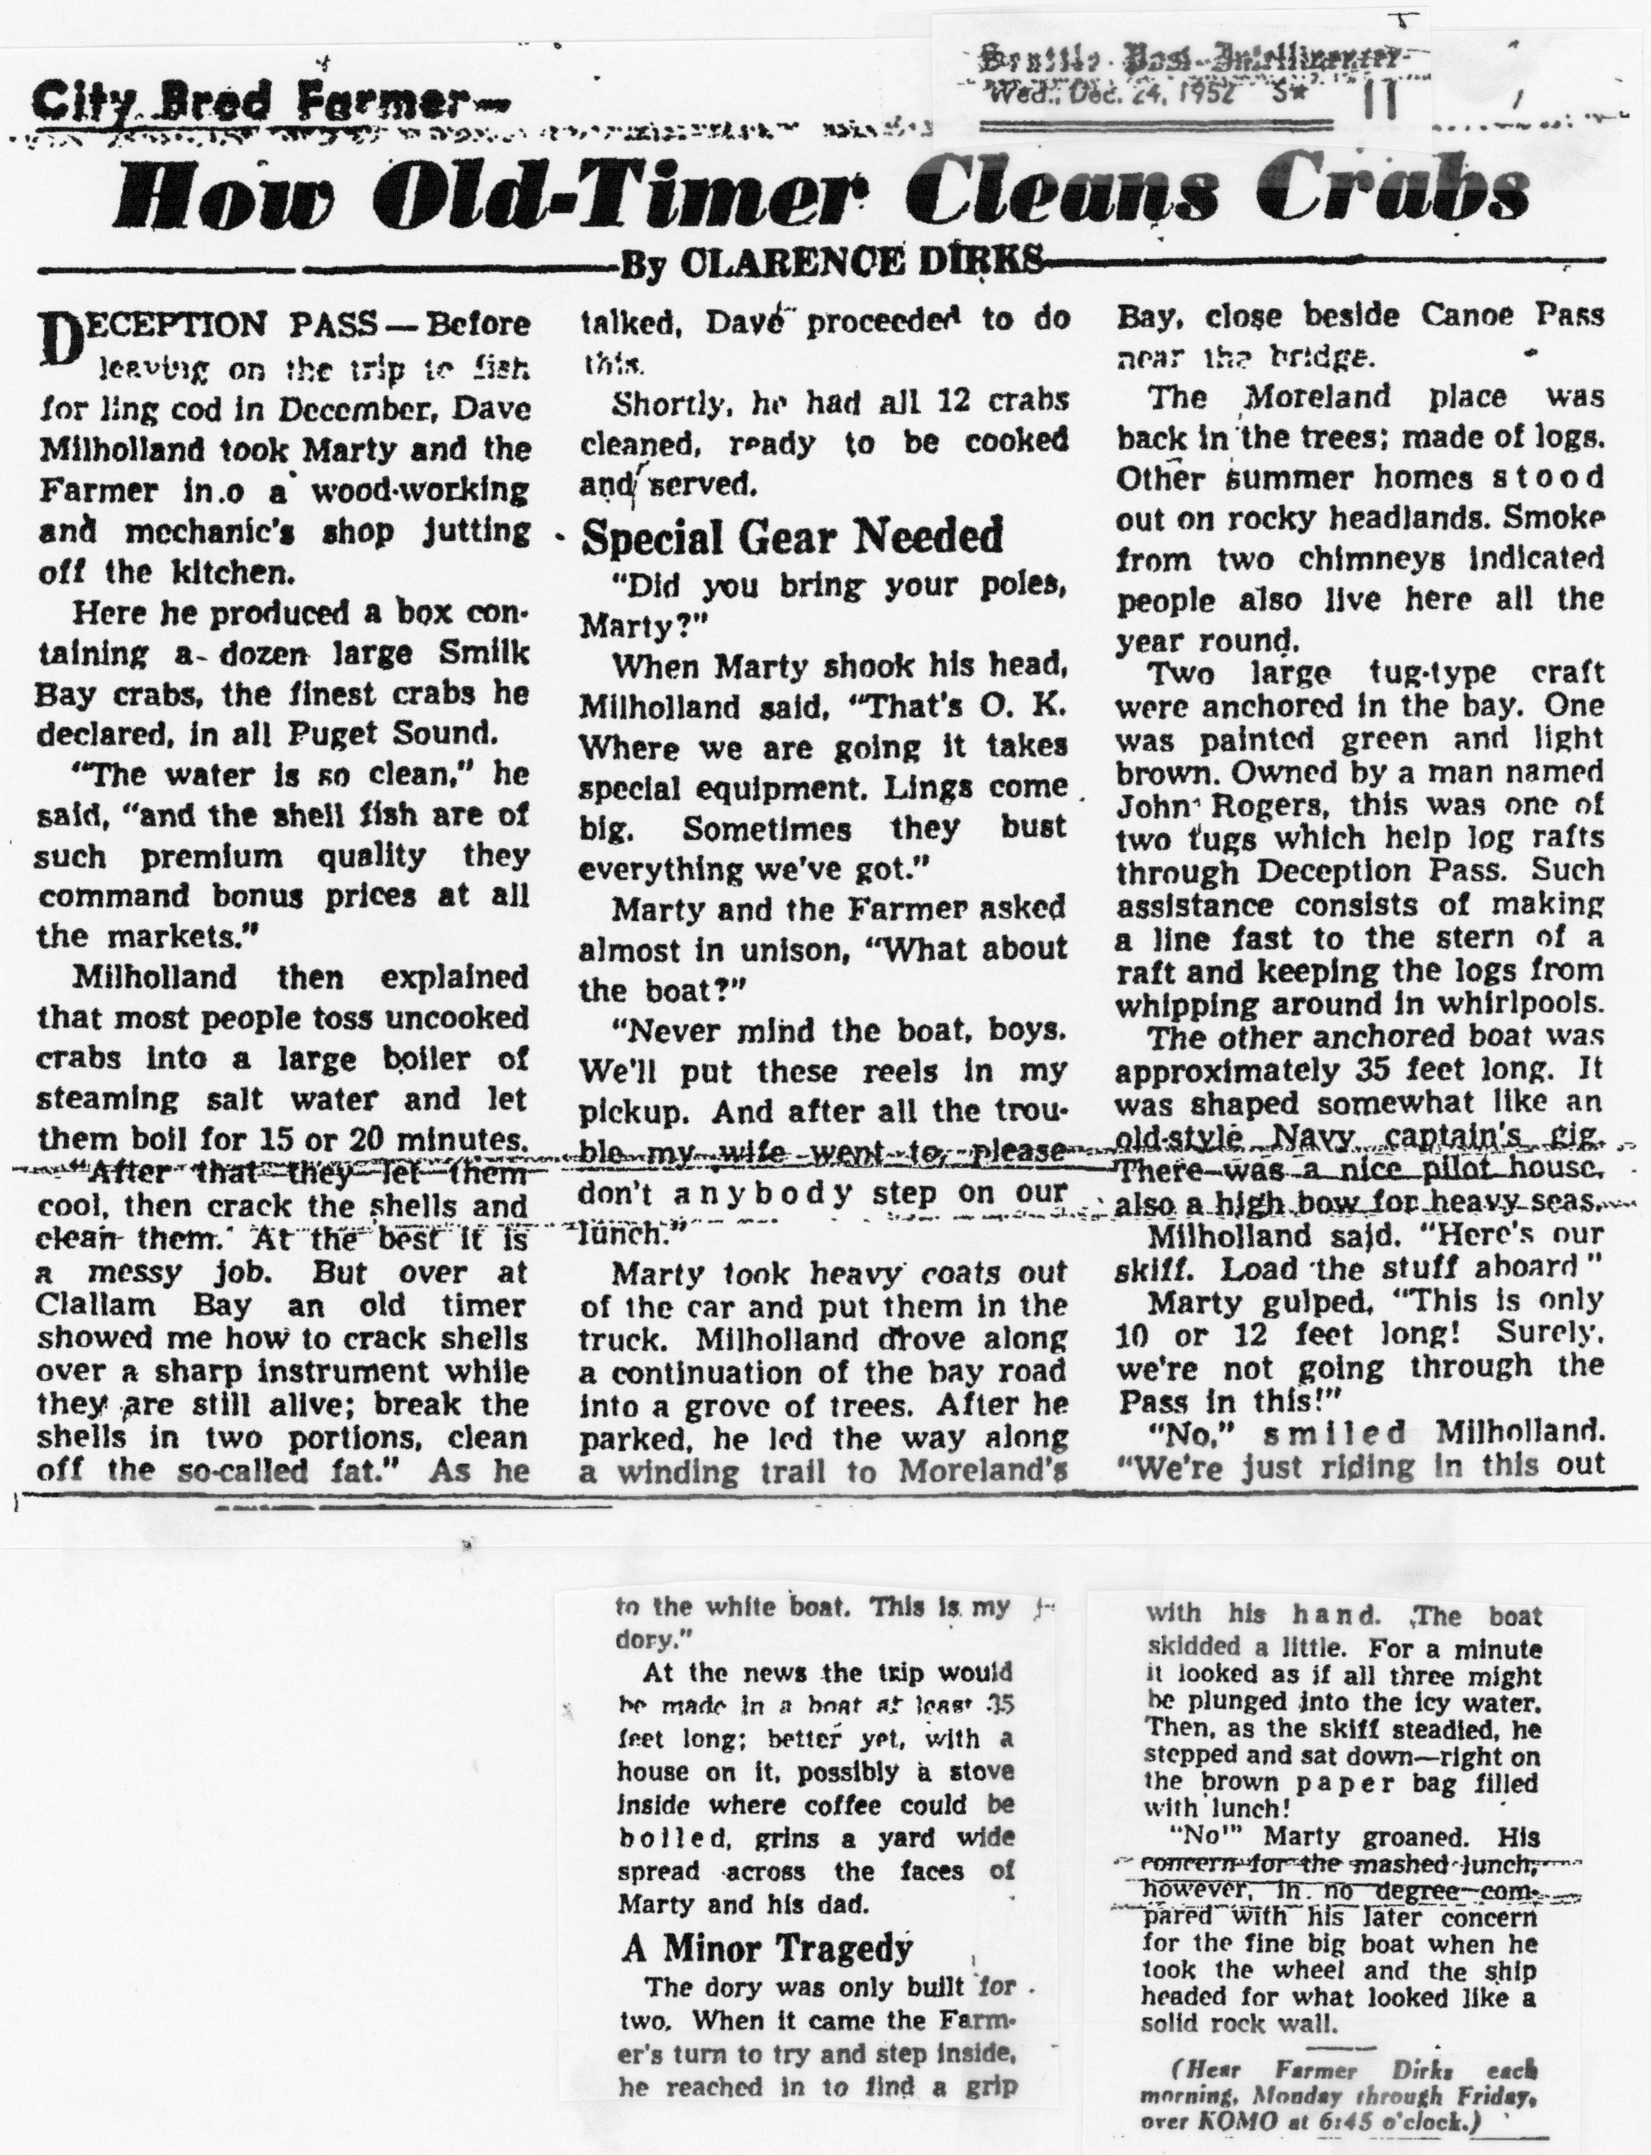 Seattle Post-Intelligencer
Wed., Dec. 24, 1952 S* 11
City Bred Farmer—
How Old-Timer Cleans Crabs
By CLARENCE DIRKS
DECEPTION PASS — Before
leaving on the trip to fish
for ling cod in December, Dave
Milholland took Marty and the
Farmer in.o a wood-working
and mechanic's shop jutting
off the kitchen.
Here he produced a box con-
taining a dozen large Smilk
Bay crabs, the finest crabs he
declared, in all Puget Sound.
"The water is so clean," he
said, "and the shell fish are of
such premium quality they
command bonus prices at all
the markets."
Milholland then explained
that most people toss uncooked
crabs into a large boiler of
steaming salt water and let
them boil for 15 or 20 minutes.
"After that they let them
cool, then crack the shells and
clean them. At the best it is
a messy job. But over at
Clallam Bay an old timer
showed me how to crack shells
over a sharp instrument while
they are still alive; break the
shells in two portions, clean
off the so-called fat." As he
talked, Dave proceeded to do
this.
Shortly, he had all 12 crabs
cleaned, ready to be cooked
and served.
Special Gear Needed
"Did you bring your poles,
Marty?"
When Marty shook his head,
Milholland said, "That's O. K.
Where we are going it takes
special equipment. Lings come
big. Sometimes they bust
everything we've got."
Marty and the Farmer asked
almost in unison, "What about
the boat?"
"Never mind the boat, boys.
We'll put these reels in my
pickup. And after all the trou-
ble my wife went to, please
don't anybody step on our
lunch."
Marty took heavy coats out
of the car and put them in the
truck. Milholland drove along
a continuation of the bay road
into a grove of trees. After he
parked, he led the way along
a winding trail to Moreland's
Bay, close beside Canoe Pass
near the bridge.
The Moreland place was
back in the trees; made of logs.
Other summer homes stood
out on rocky headlands. Smoke
from two chimneys indicated
people also live here all the
year round.
Two large tug-type craft
were anchored in the bay. One
was painted green and light
brown. Owned by a man named
John Rogers, this was one of
two tugs which help log rafts
through Deception Pass. Such
assistance consists of making
a line fast to the stern of a
raft and keeping the logs from
whipping around in whirlpools.
The other anchored boat was
approximately 35 feet long. It
was shaped somewhat like an
old-style Navy captain's gig.
There was a nice pilot house,
also a high bow for heavy seas.
Milholland said, "Here's our
skiff. Load the stuff aboard"
Marty gulped, "This is only
10 or 12 feet long! Surely,
we're not going through the
Pass in this!"
"No," smiled Milholland.
"We're just riding in this out
to the white boat. This is my
dory."
At the news the trip would
be made in a boat at least 35
feet long; better yet, with a
house on it, possibly a stove
inside where coffee could be
boiled, grins a yard wide
spread across the faces of
Marty and his dad.
A Minor Tragedy
The dory was only built for
two. When it came the Farm-
er's turn to try and step inside,
he reached in to find a grip
with his hand. The boat
skidded a little. For a minute
it looked as if all three might
be plunged into the icy water.
Then, as the skiff steadied, he
stepped and sat down—right on
the brown paper bag filled
with lunch!
"No!" Marty groaned. His
concern for the mashed lunch,
however, in no degree com-
pared with his later concern
for the fine big boat when he
took the wheel and the ship
headed for what looked like a
solid rock wall.
(Hear Farmer Dirks each
morning, Monday through Friday,
over KOMO at 6:45 o'clock.)